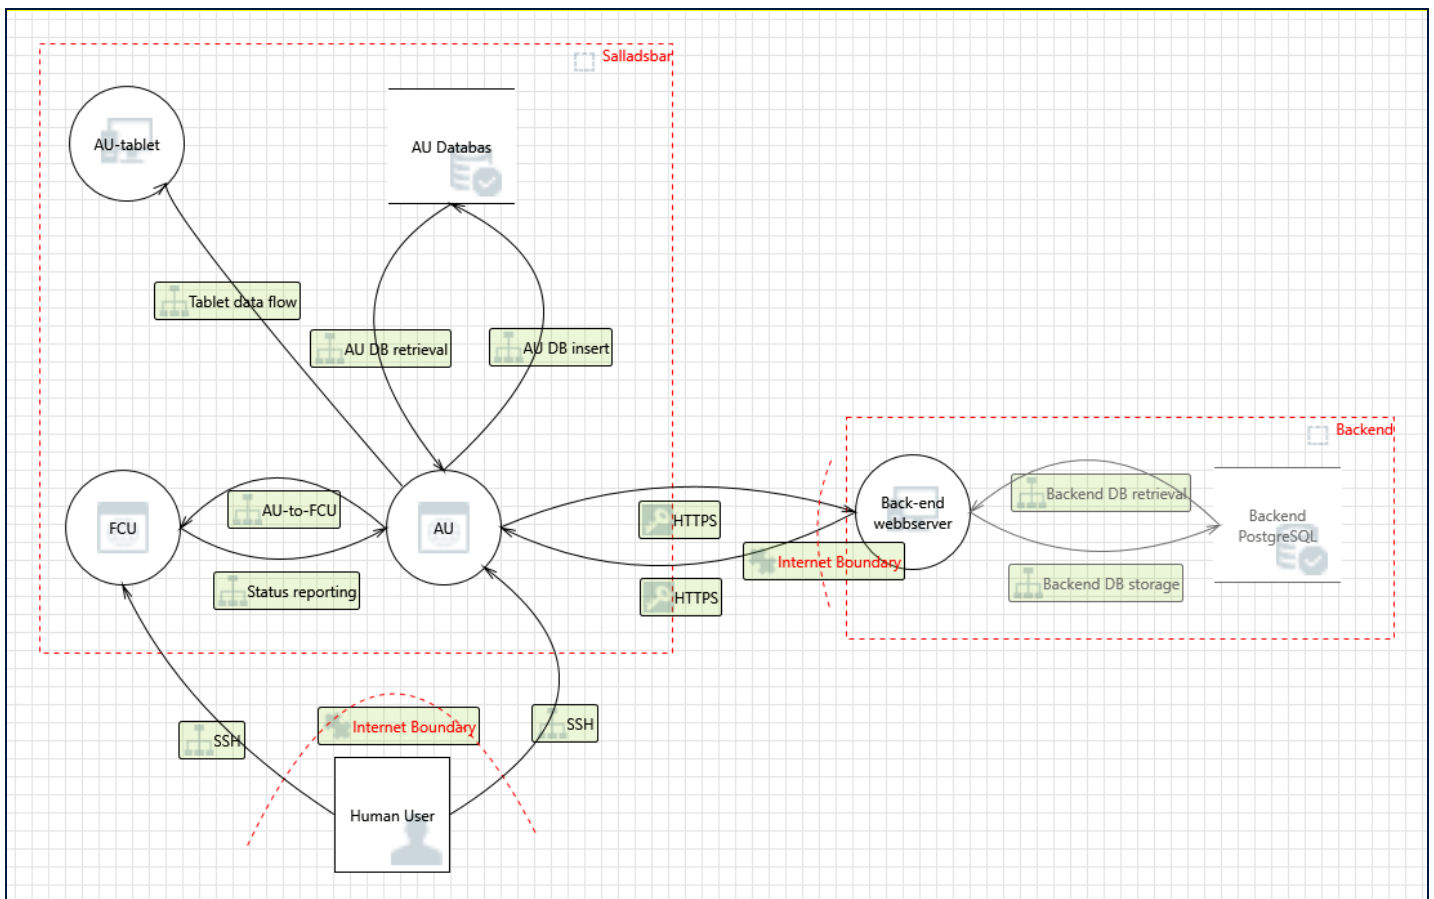 Salladsbar
AU-tablet
AU Databas
Tablet data flow
AU DB retrieval
AU DB insert
Backend
AU-to-FCU
FCU
AU
Status reporting
HTTPS
HTTPS
Internet Boundary
Back-end
webbserver
Backend DB retrieval
Backend DB storage
Backend
PostgreSQL
SSH
Internet Boundary
SSH
Human User